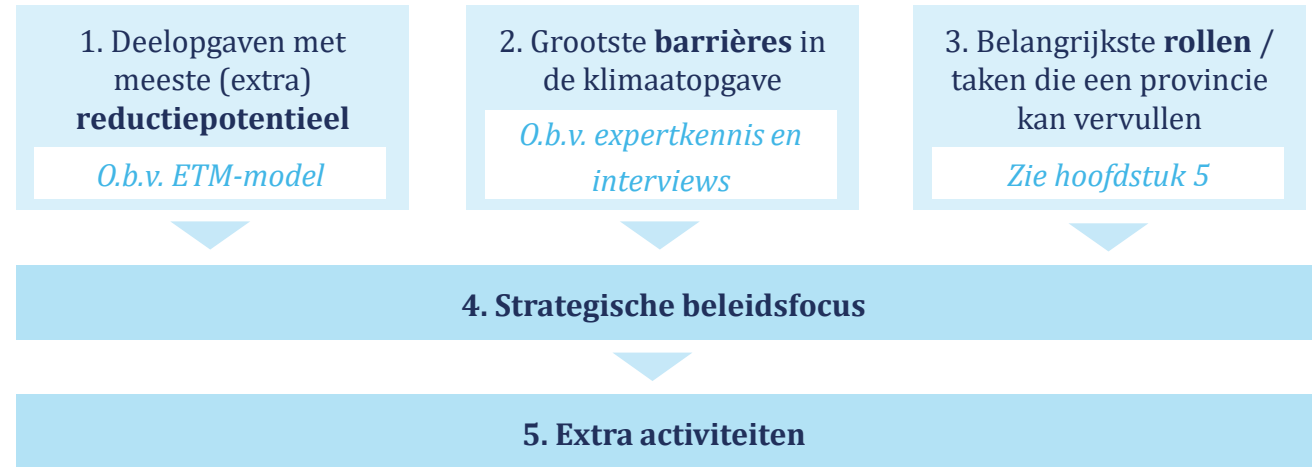 1. Deelopgaven met
meeste (extra)
reductiepotentieel
O.b.v. ETM-model
2. Grootste barrières in
de klimaatopgave
O.b.v. expertkennis en
interviews
3. Belangrijkste rollen /
taken die een provincie
kan vervullen
Zie hoofdstuk 5
4. Strategische beleidsfocus
5. Extra activiteiten